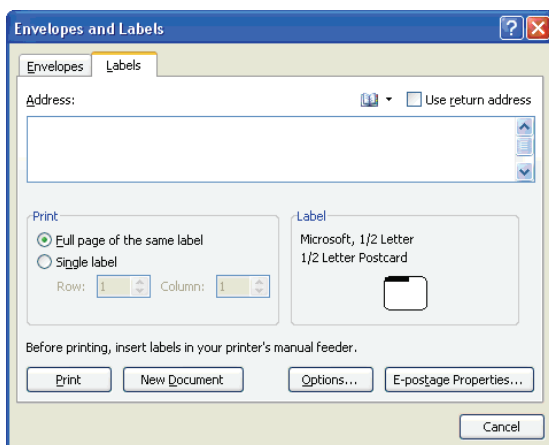 Envelopes and Labels
Envelopes Labels
Address: Use return address
Print Label
Full page of the same label Microsoft, 1/2 Letter
Single label 1/2 Letter Postcard
Row: 1 Column: 1
Before printing, insert labels in your printer's manual feeder.
Print New Document Options... E-postage Properties...
Cancel